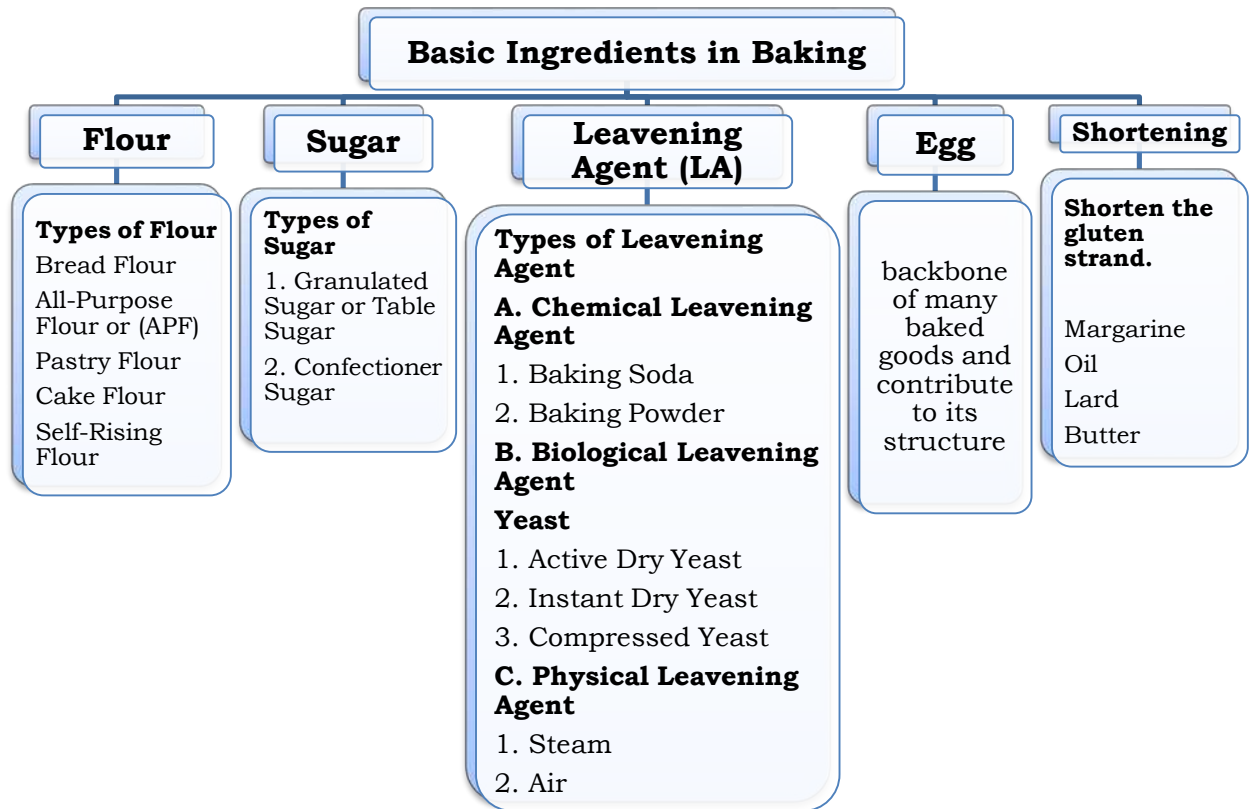 Basic Ingredients in Baking
Flour
Types of Flour
Bread Flour
All-Purpose
Flour or (APF)
Pastry Flour
Cake Flour
Self-Rising
Flour
Sugar
Types of
Sugar
1. Granulated
Sugar or Table
Sugar
2. Confectioner
Sugar
Leavening
Agent (LA)
Types of Leavening
Agent
A. Chemical Leavening
Agent
1. Baking Soda
2. Baking Powder
B. Biological Leavening
Agent
Yeast
1. Active Dry Yeast
2. Instant Dry Yeast
3. Compressed Yeast
C. Physical Leavening
Agent
1. Steam
2. Air
Egg
backbone
of many
baked
goods and
contribute
to its
structure
Shortening
Shorten the
gluten
strand.
Margarine
Oil
Lard
Butter